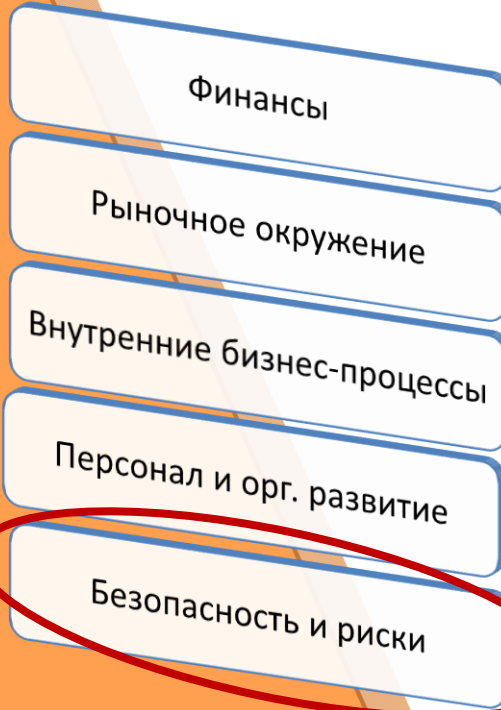 Финансы
Рыночное окружение
Внутренние бизнес-процессы
Персонал и орг. развитие
Безопасность и риски